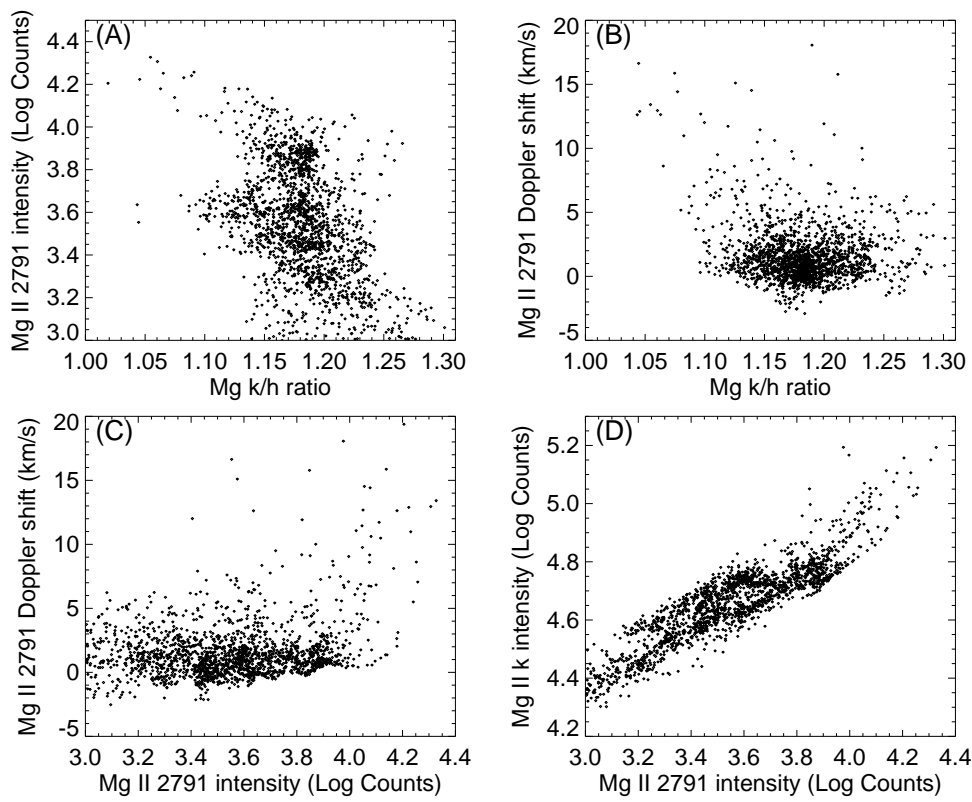 (A)
Mg II 2791 intensity (Log Counts)
4.4
4.2
4.0
3.8
3.6
3.4
3.2
3.0
1.00 1.05 1.10 1.15 1.20 1.25 1.30
Mg k/h ratio
(B)
Mg II 2791 Doppler shift (km/s)
20
15
10
5
0
-5
1.00 1.05 1.10 1.15 1.20 1.25 1.30
Mg k/h ratio
(C)
Mg II 2791 Doppler shift (km/s)
20
15
10
5
0
-5
3.0 3.2 3.4 3.6 3.8 4.0 4.2 4.4
Mg II 2791 intensity (Log Counts)
(D)
Mg II k intensity (Log Counts)
5.2
5.0
4.8
4.6
4.4
4.2
3.0 3.2 3.4 3.6 3.8 4.0 4.2 4.4
Mg II 2791 intensity (Log Counts)